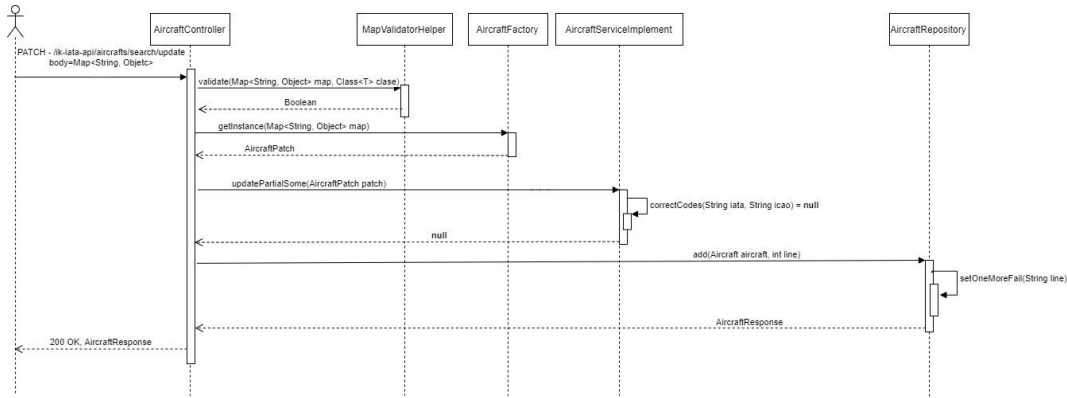 AircraftController
MapValidatorHelper
AircraftFactory
AircraftServiceImplement
AircraftRepository
PATCH - /ik-iata-api/aircrafts/search/update
body=Map<String, Objetc>
validate(Map<String, Object> map, Class<T> clase)
Boolean
getInstance(Map<String, Object> map)
AircraftPatch
updatePartialSome(AircraftPatch patch)
correctCodes(String iata, String icao) = null
null
add(Aircraft aircraft, int line)
setOneMoreFail(String line)
AircraftResponse
200 OK, AircraftResponse